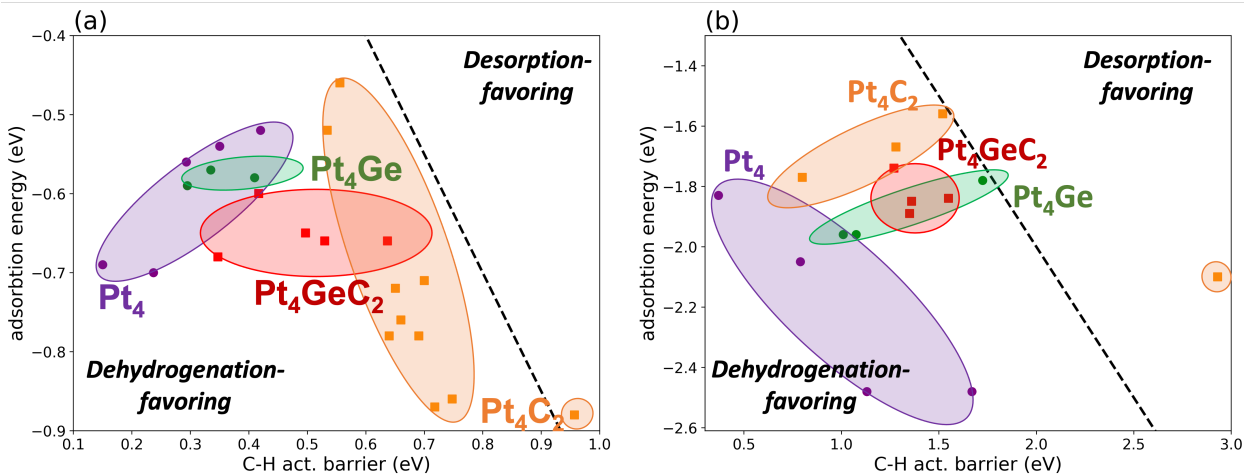 (a)
−0.4
−0.5
−0.6
−0.7
−0.8
−0.9
adsorption energy (eV)
Desorption-
favoring
Pt4Ge
Pt4GeC2
Pt4
Pt4C2
Dehydrogenation-
favoring
0.1 0.2 0.3 0.4 0.5 0.6 0.7 0.8 0.9 1.0
C-H act. barrier (eV)
(b)
−1.4
−1.6
−1.8
−2.0
−2.2
−2.4
−2.6
adsorbtion energy (eV)
Desorption-
favoring
Pt4C2
Pt4
Pt4GeC2
Pt4Ge
Dehydrogenation-
favoring
0.5 1.0 1.5 2.0 2.5 3.0
C-H act. barrier (eV)